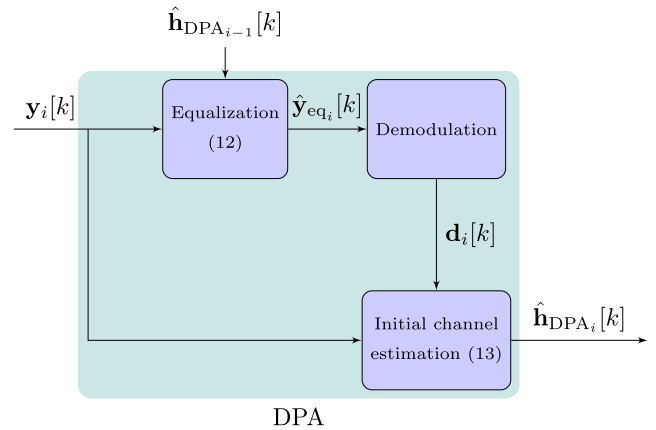 ĥ_DPA_{i−1}[k]
y_i[k]
Equalization
(12)
ŷ_eq_i[k]
Demodulation
d_i[k]
Initial channel
estimation (13)
ĥ_DPA_i[k]
DPA